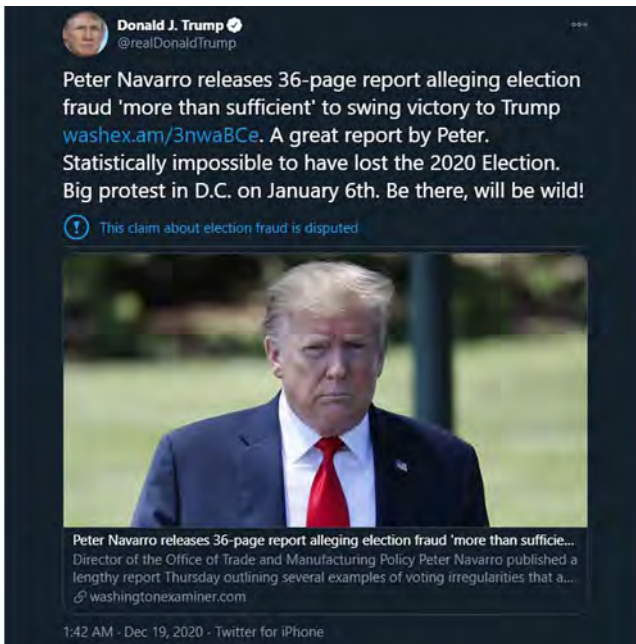 Donald J. Trump
@realDonaldTrump
Peter Navarro releases 36-page report alleging election
fraud 'more than sufficient' to swing victory to Trump
washex.am/3nwaBCe. A great report by Peter.
Statistically impossible to have lost the 2020 Election.
Big protest in D.C. on January 6th. Be there, will be wild!
This claim about election fraud is disputed
Peter Navarro releases 36-page report alleging election fraud 'more than sufficie...
Director of the Office of Trade and Manufacturing Policy Peter Navarro published a
lengthy report Thursday outlining several examples of voting irregularities that a...
washingtonexaminer.com
1:42 AM · Dec 19, 2020 · Twitter for iPhone